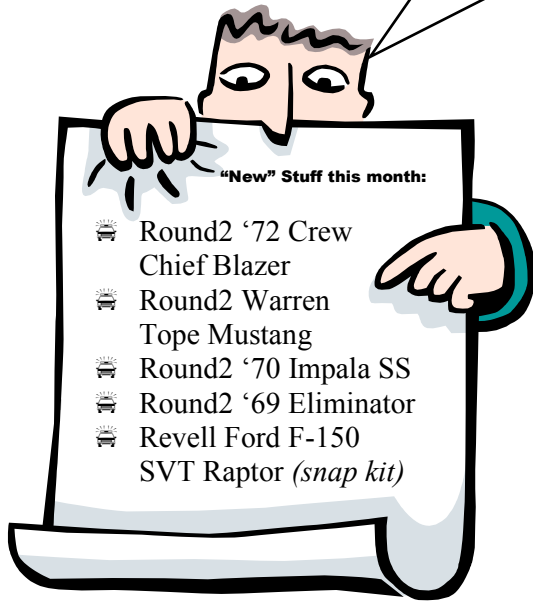 “New” Stuff this month:
Round2 ‘72 Crew
Chief Blazer
Round2 Warren
Tope Mustang
Round2 ‘70 Impala SS
Round2 ‘69 Eliminator
Revell Ford F-150
SVT Raptor (snap kit)